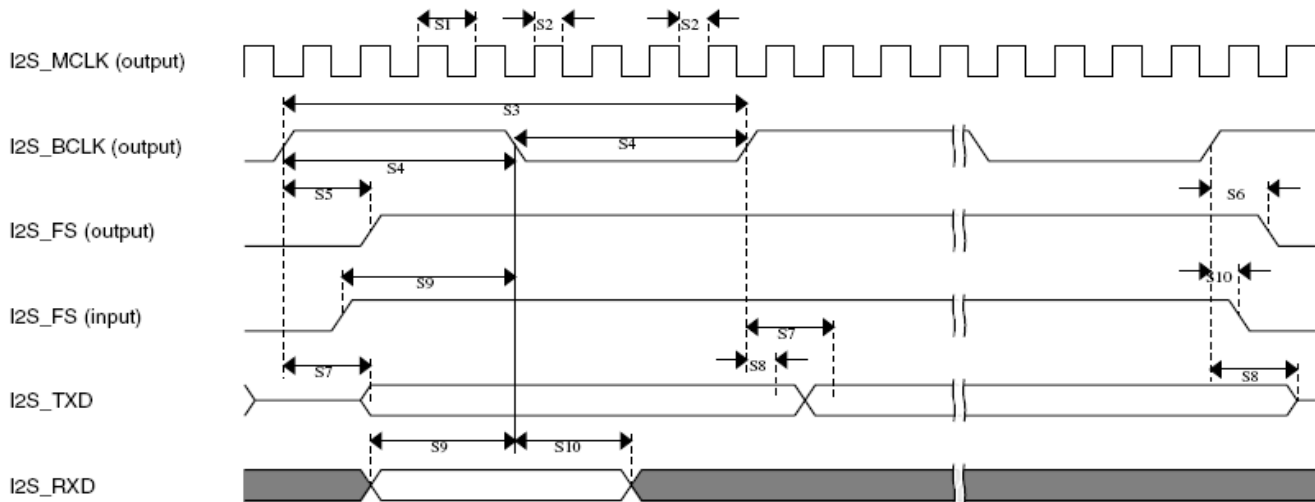 S1 S2 S2
I2S_MCLK (output)
S3
I2S_BCLK (output)
S4
S4
S5 S6
I2S_FS (output)
S9 S10
I2S_FS (input)
S7
S7 S8 S8
I2S_TXD
S9 S10
I2S_RXD